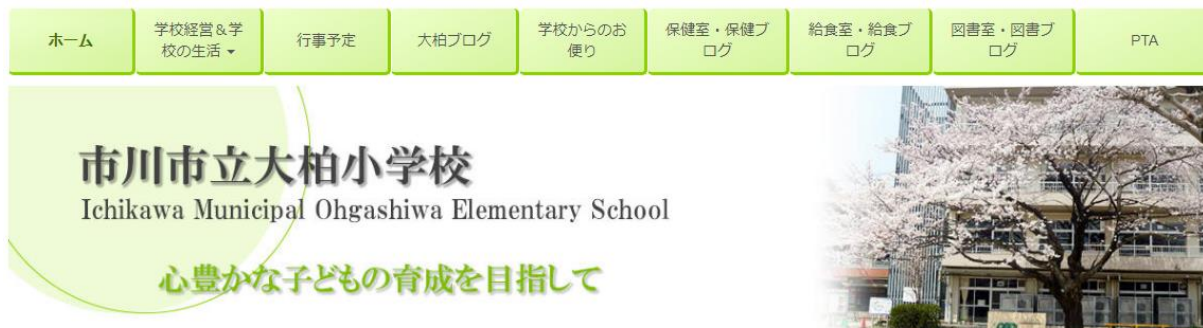 ホーム
学校経営&学
校の生活
行事予定
大柏ブログ
学校からのお
便り
保健室・保健ブ
ログ
給食室・給食ブ
ログ
図書室・図書ブ
ログ
PTA
市川市立大柏小学校
Ichikawa Municipal Ohgashiwa Elementary School
心豊かな子どもの育成を目指して